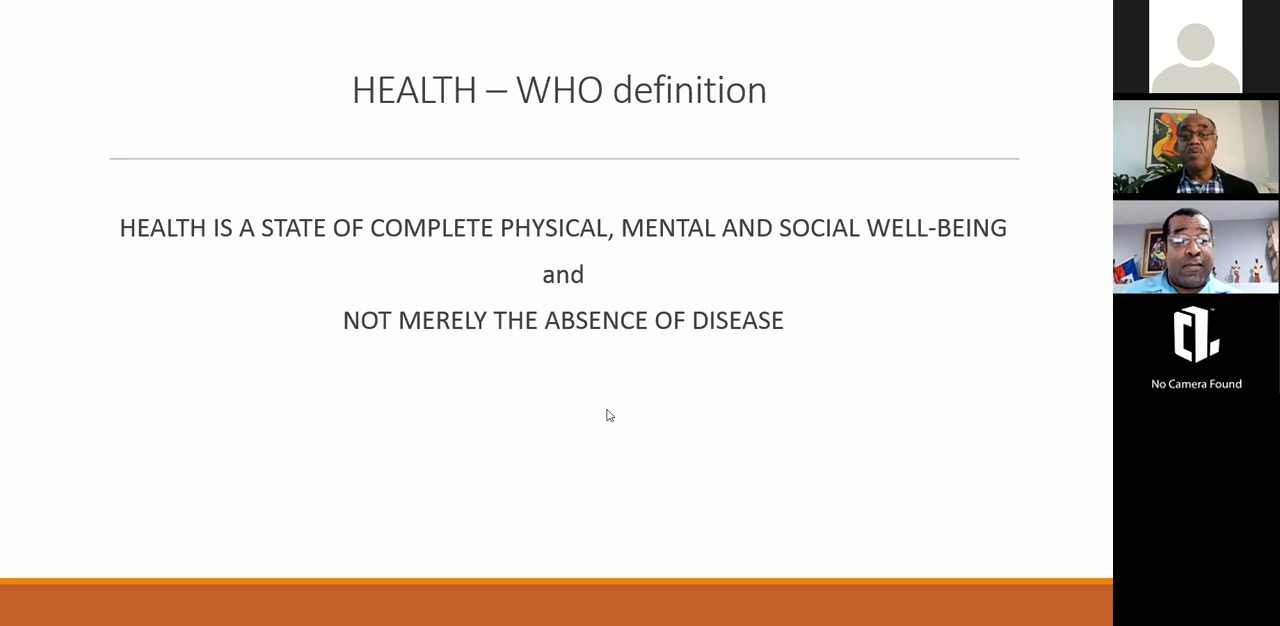 HEALTH – WHO definition
HEALTH IS A STATE OF COMPLETE PHYSICAL, MENTAL AND SOCIAL WELL-BEING
and
NOT MERELY THE ABSENCE OF DISEASE
No Camera Found